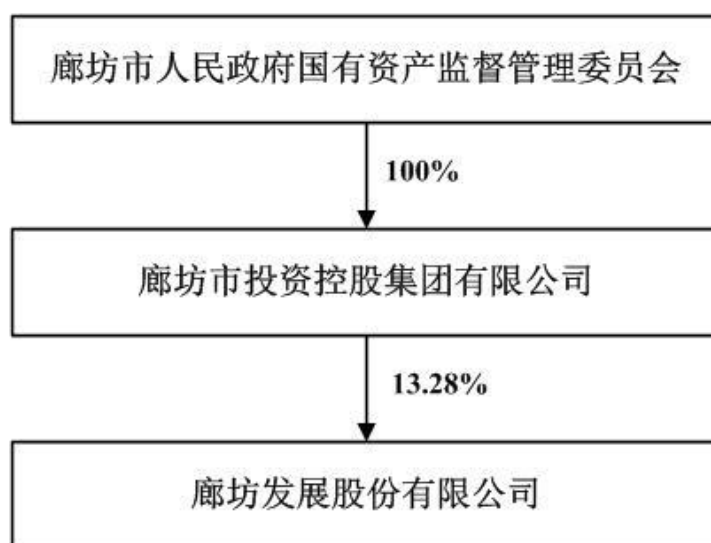 廊坊市人民政府国有资产监督管理委员会
100%
廊坊市投资控股集团有限公司
13.28%
廊坊发展股份有限公司